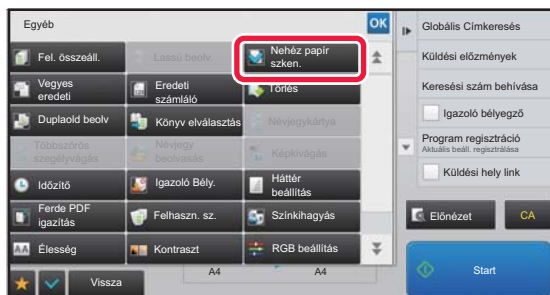 Egyéb
OK
Fel. összeáll.
Lassú beolv.
Nehéz papír
szken.
Vegyes
eredeti
Eredeti
számláló
Törlés
Duplaold beolv
Könyv elválasztás
Névjegykártya
Többszörös
szegélyvágás
Névjegy
beolvasás
Képkivágás
Időzítő
Igazoló Bély.
Háttér
beállítás
Ferde PDF
igazítás
Felhaszn. sz.
Színkihagyás
AA Élesség
Kontraszt
RGB beállítás
Vissza
A4
A4
Globális Címkeresés
Küldési előzmények
Keresési szám behívása
Igazoló bélyegző
Program regisztráció
Aktuális beáll. regisztrálása
Küldési hely link
Előnézet
CA
Start